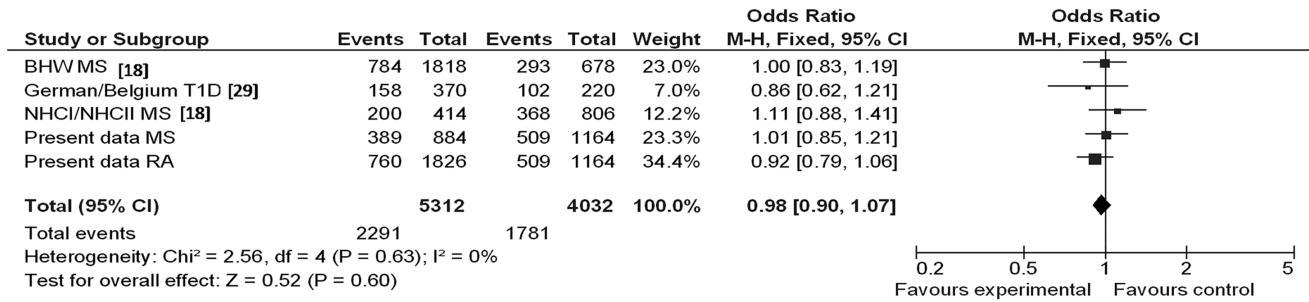 Odds Ratio Odds Ratio
Study or Subgroup Events Total Events Total Weight M-H, Fixed, 95% CI M-H, Fixed, 95% CI
BHW MS [18] 784 1818 293 678 23.0% 1.00 [0.83, 1.19]
German/Belgium T1D [29] 158 370 102 220 7.0% 0.86 [0.62, 1.21]
NHCI/NHCII MS [18] 200 414 368 806 12.2% 1.11 [0.88, 1.41]
Present data MS 389 884 509 1164 23.3% 1.01 [0.85, 1.21]
Present data RA 760 1826 509 1164 34.4% 0.92 [0.79, 1.06]
Total (95% CI) 5312 4032 100.0% 0.98 [0.90, 1.07]
Total events 2291 1781
Heterogeneity: Chi² = 2.56, df = 4 (P = 0.63); I² = 0%
Test for overall effect: Z = 0.52 (P = 0.60)
0.2 0.5 1 2 5
Favours experimental Favours control